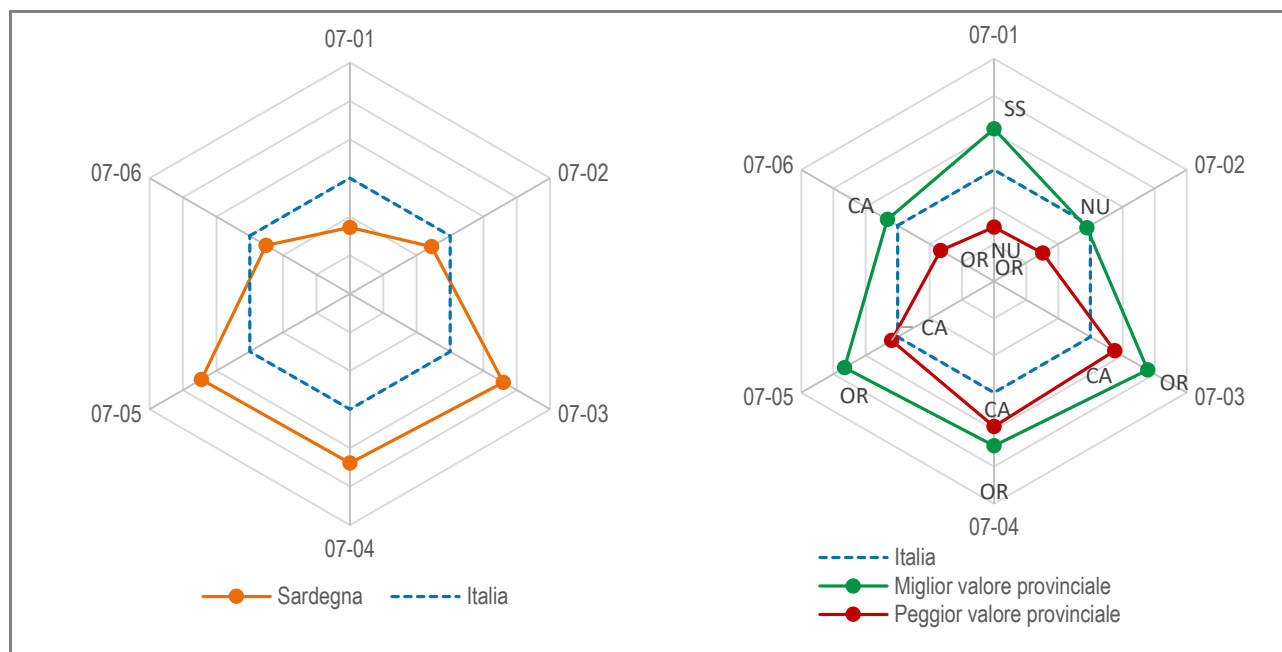 07-01
07-06
07-02
07-05
07-03
07-04
Sardegna
Italia
07-01
SS
07-06
07-02
CA
NU
OR
NU
OR
CA
CA
OR
OR
07-05
07-03
CA
OR
07-04
Italia
Miglior valore provinciale
Peggior valore provinciale